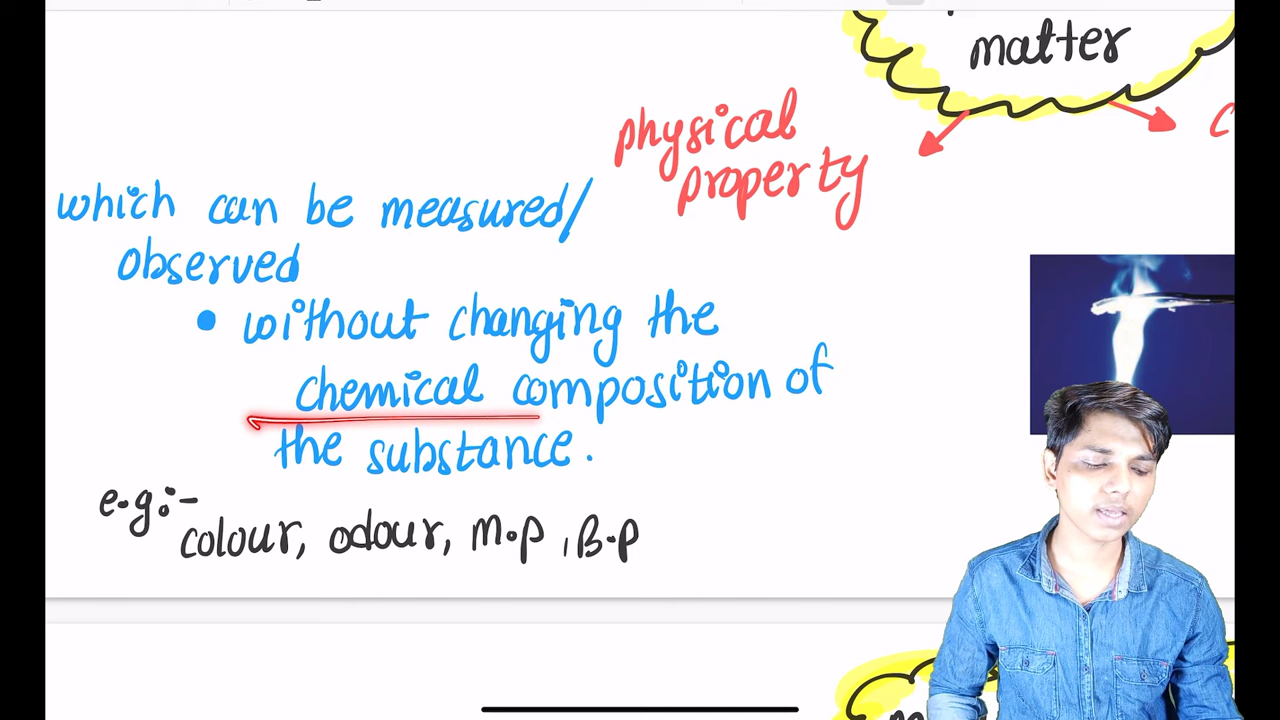 matter
physical
property
which can be measured/
observed
• without changing the
chemical composition of
the substance.
e.g:-
colour, odour, M.p, B.p